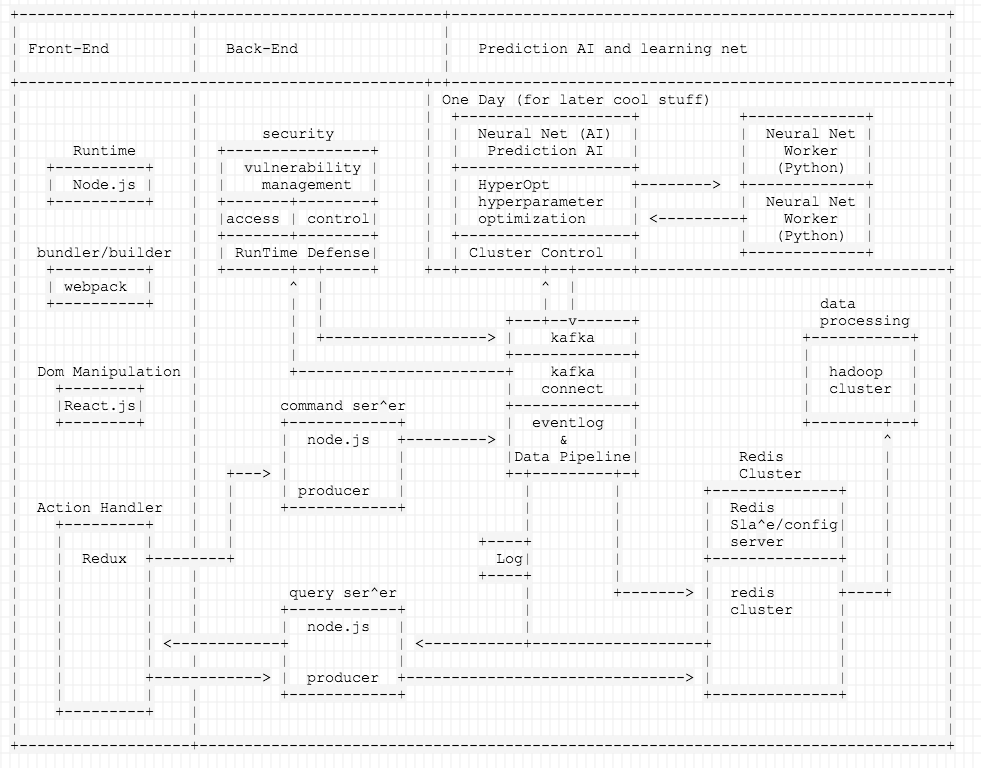 Front-End
Back-End
Prediction AI and learning net
Runtime
Node.js
bundler/builder
webpack
Dom Manipulation
React.js
Action Handler
Redux
security
vulnerability
management
access | control
RunTime Defense
command ser^er
node.js
producer
query ser^er
node.js
producer
One Day (for later cool stuff)
Neural Net (AI)
Prediction AI
HyperOpt
hyperparameter
optimization
Cluster Control
Neural Net
Worker
(Python)
Neural Net
Worker
(Python)
kafka
kafka
connect
eventlog
&
Data Pipeline
Log
data
processing
hadoop
cluster
Redis
Cluster
Redis
Sla^e/config
server
redis
cluster